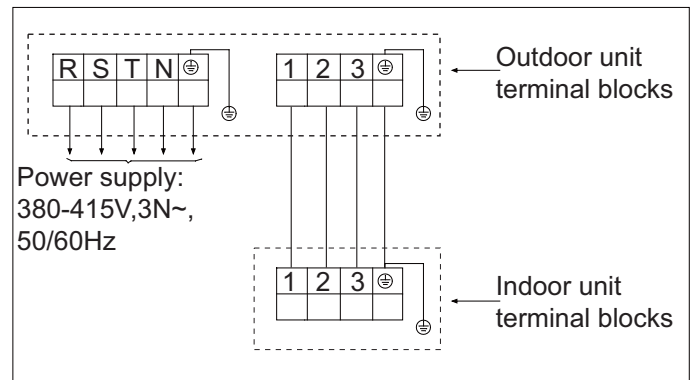 R S T N ⏚
1 2 3 ⏚
Outdoor unit
terminal blocks
Power supply:
380-415V,3N~,
50/60Hz
1 2 3 ⏚
Indoor unit
terminal blocks